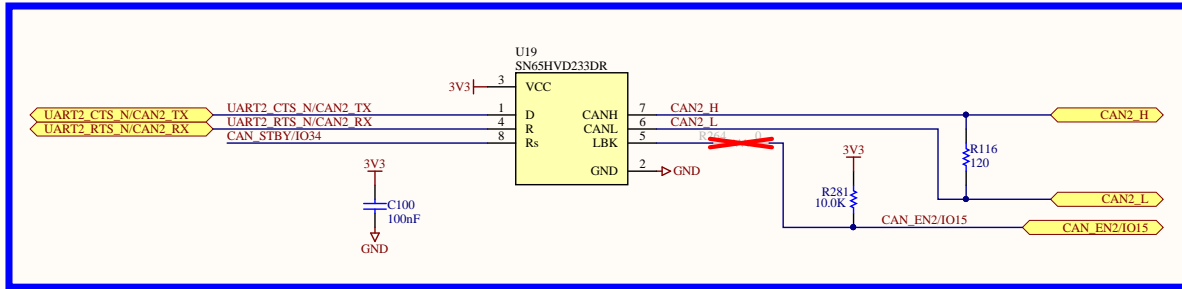 U19
SN65HVD233DR
3V3
3
VCC
UART2_CTS_N/CAN2_TX
UART2_CTS_N/CAN2_TX
1
D
CANH
7
CAN2_H
CAN2_H
UART2_RTS_N/CAN2_RX
UART2_RTS_N/CAN2_RX
4
R
CANL
6
CAN2_L
CAN_STBY/IO34
8
Rs
LBK
5
R264
0
R116
120
3V3
GND
2
GND
3V3
R281
10.0K
CAN2_L
C100
100nF
CAN_EN2/IO15
CAN_EN2/IO15
GND